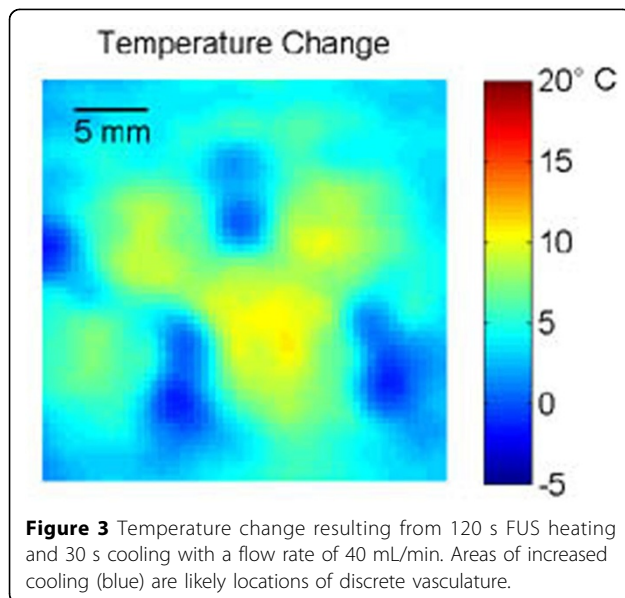 Temperature Change
5 mm
20° C
15
10
5
0
-5
Figure 3 Temperature change resulting from 120 s FUS heating
and 30 s cooling with a flow rate of 40 mL/min. Areas of increased
cooling (blue) are likely locations of discrete vasculature.